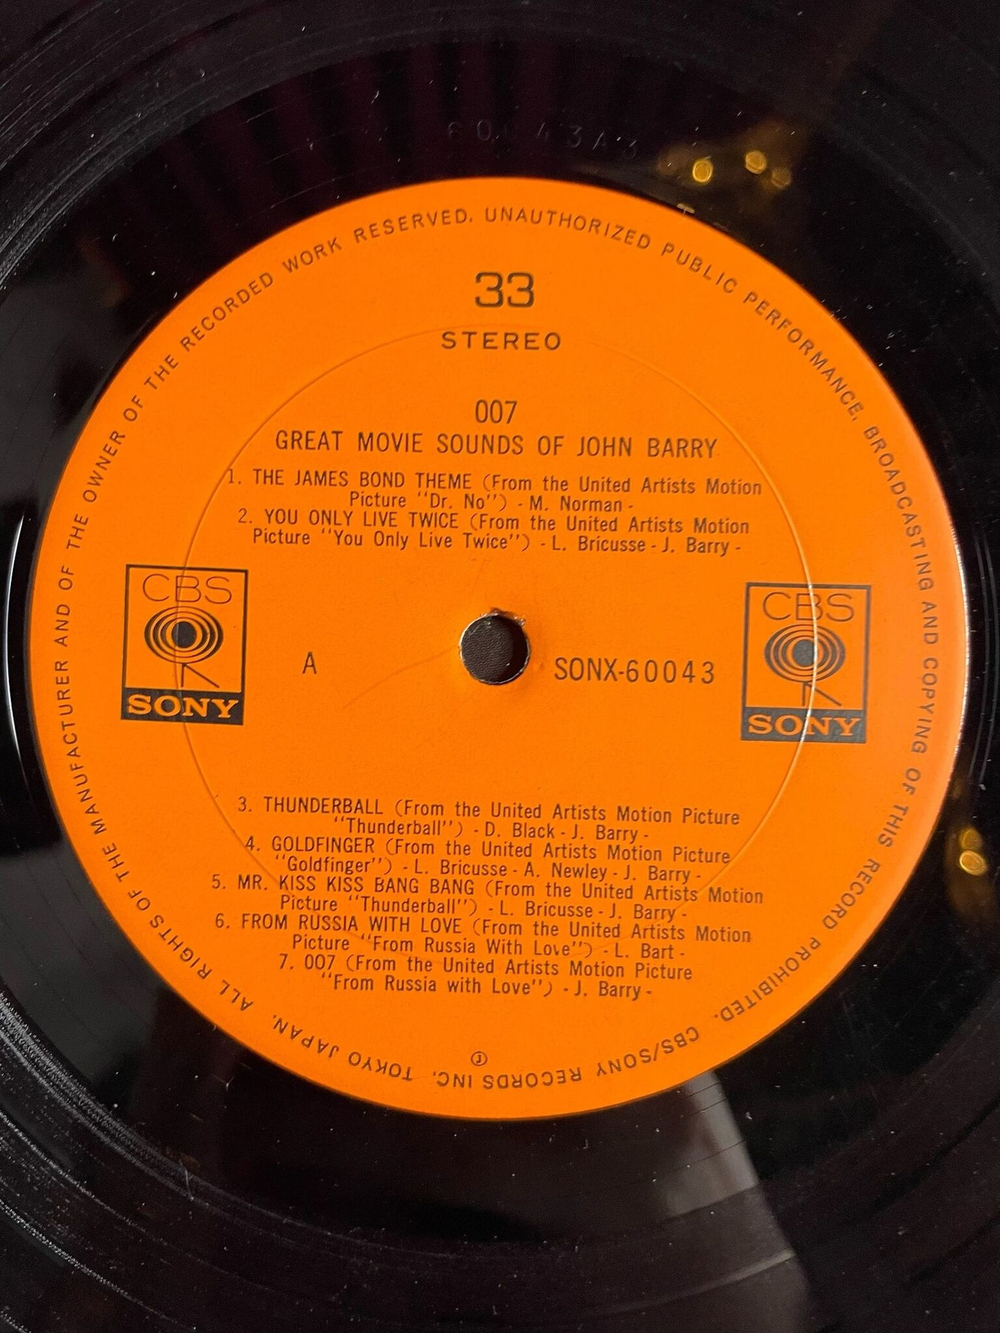 60043A3
ALL RIGHTS OF THE MANUFACTURER AND OF THE OWNER OF THE RECORDED WORK RESERVED. UNAUTHORIZED PUBLIC PERFORMANCE, BROADCASTING AND COPYING OF THIS RECORD PROHIBITED. CBS/SONY RECORDS INC. TOKYO JAPAN.
33
STEREO
007
GREAT MOVIE SOUNDS OF JOHN BARRY
1. THE JAMES BOND THEME (From the United Artists Motion
Picture "Dr. No") - M. Norman -
2. YOU ONLY LIVE TWICE (From the United Artists Motion
Picture "You Only Live Twice") - L. Bricusse - J. Barry -
CBS
SONY
A
SONX-60043
CBS
SONY
3. THUNDERBALL (From the United Artists Motion Picture
"Thunderball") - D. Black - J. Barry -
4. GOLDFINGER (From the United Artists Motion Picture
"Goldfinger") - L. Bricusse - A. Newley - J. Barry -
5. MR. KISS KISS BANG BANG (From the United Artists Motion
Picture "Thunderball") - L. Bricusse - J. Barry -
6. FROM RUSSIA WITH LOVE (From the United Artists Motion
Picture "From Russia With Love") - L. Bart -
7. 007 (From the United Artists Motion Picture
"From Russia with Love") - J. Barry -
℗